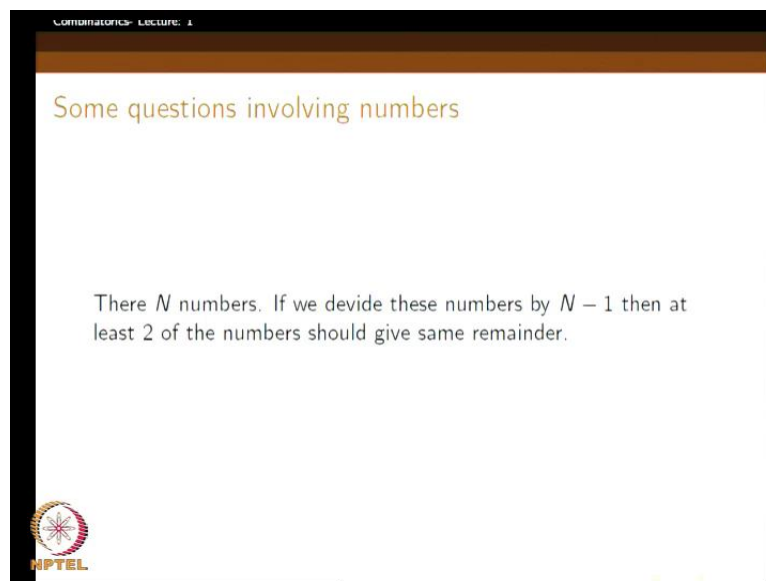 Combinatorics- Lecture: 1
Some questions involving numbers
There N numbers. If we devide these numbers by N − 1 then at
least 2 of the numbers should give same remainder.
NPTEL